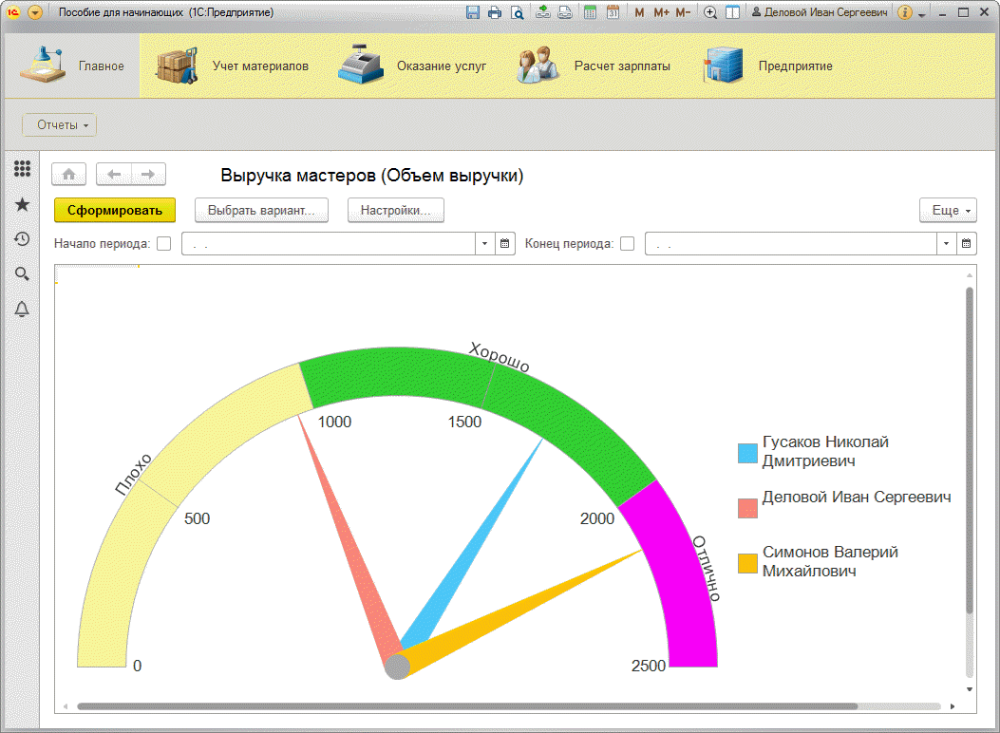 Пособие для начинающих (1С:Предприятие)
M M+ M-
Деловой Иван Сергеевич
Главное
Учет материалов
Оказание услуг
Расчет зарплаты
Предприятие
Отчеты
Выручка мастеров (Объем выручки)
Сформировать
Выбрать вариант...
Настройки...
Еще
Начало периода: . .
Конец периода: . .
Хорошо
1000
1500
Плохо
500
2000
Отлично
0
2500
Гусаков Николай
Дмитриевич
Деловой Иван Сергеевич
Симонов Валерий
Михайлович